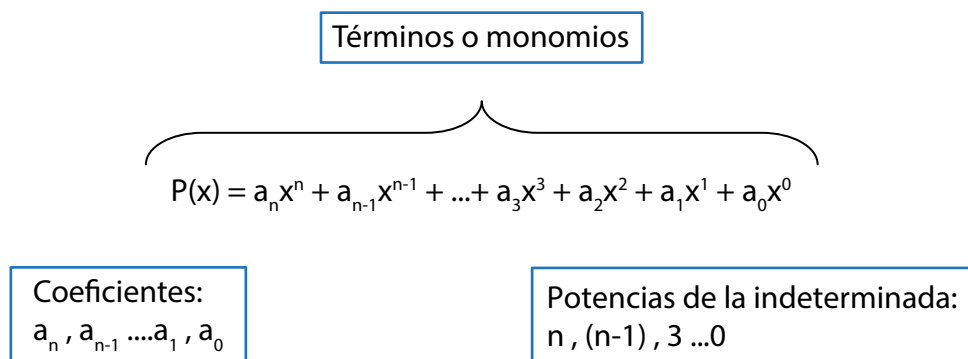 Términos o monomios
P(x) = aₙxⁿ + aₙ₋₁xⁿ⁻¹ + ...+ a₃x³ + a₂x² + a₁x¹ + a₀x⁰
Coeficientes:
aₙ , aₙ₋₁ ....a₁ , a₀
Potencias de la indeterminada:
n , (n-1) , 3 ...0